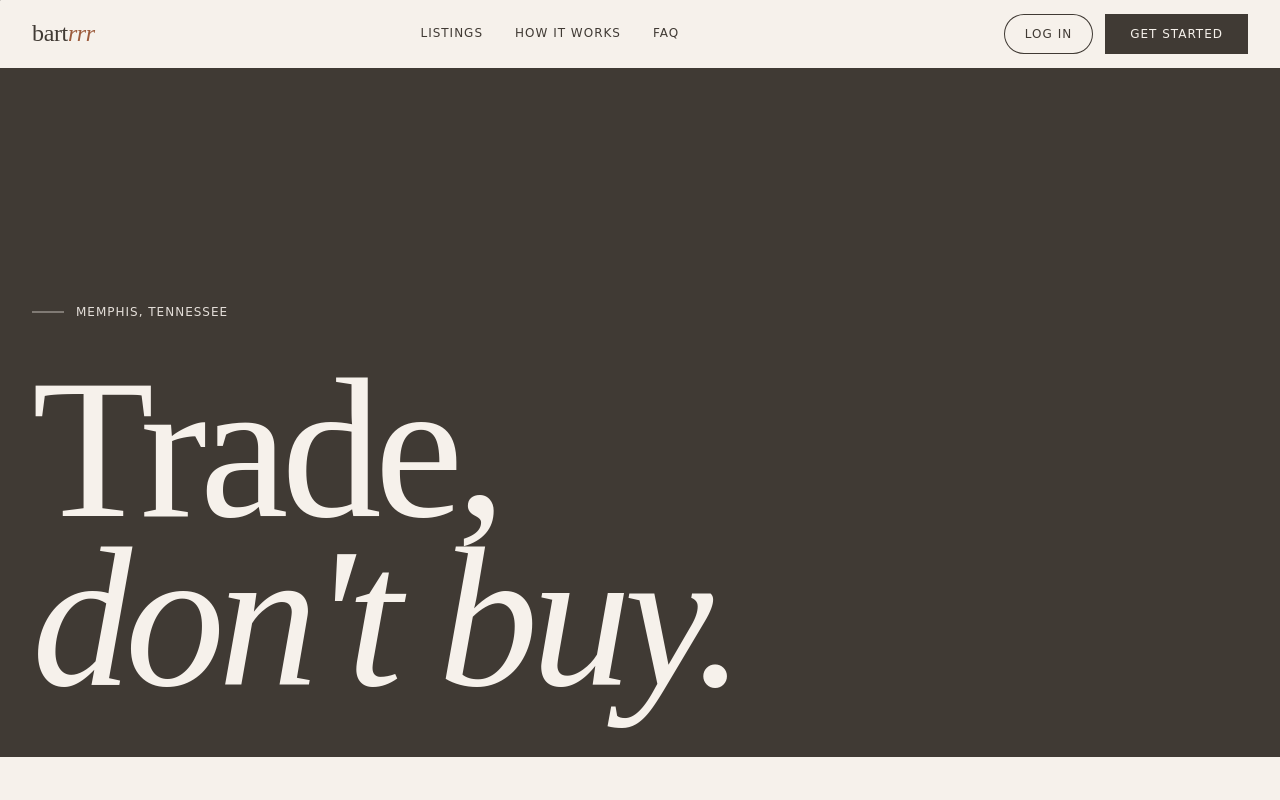 bartrrr
LISTINGS
HOW IT WORKS
FAQ
LOG IN
GET STARTED
MEMPHIS, TENNESSEE
Trade,
don't buy.